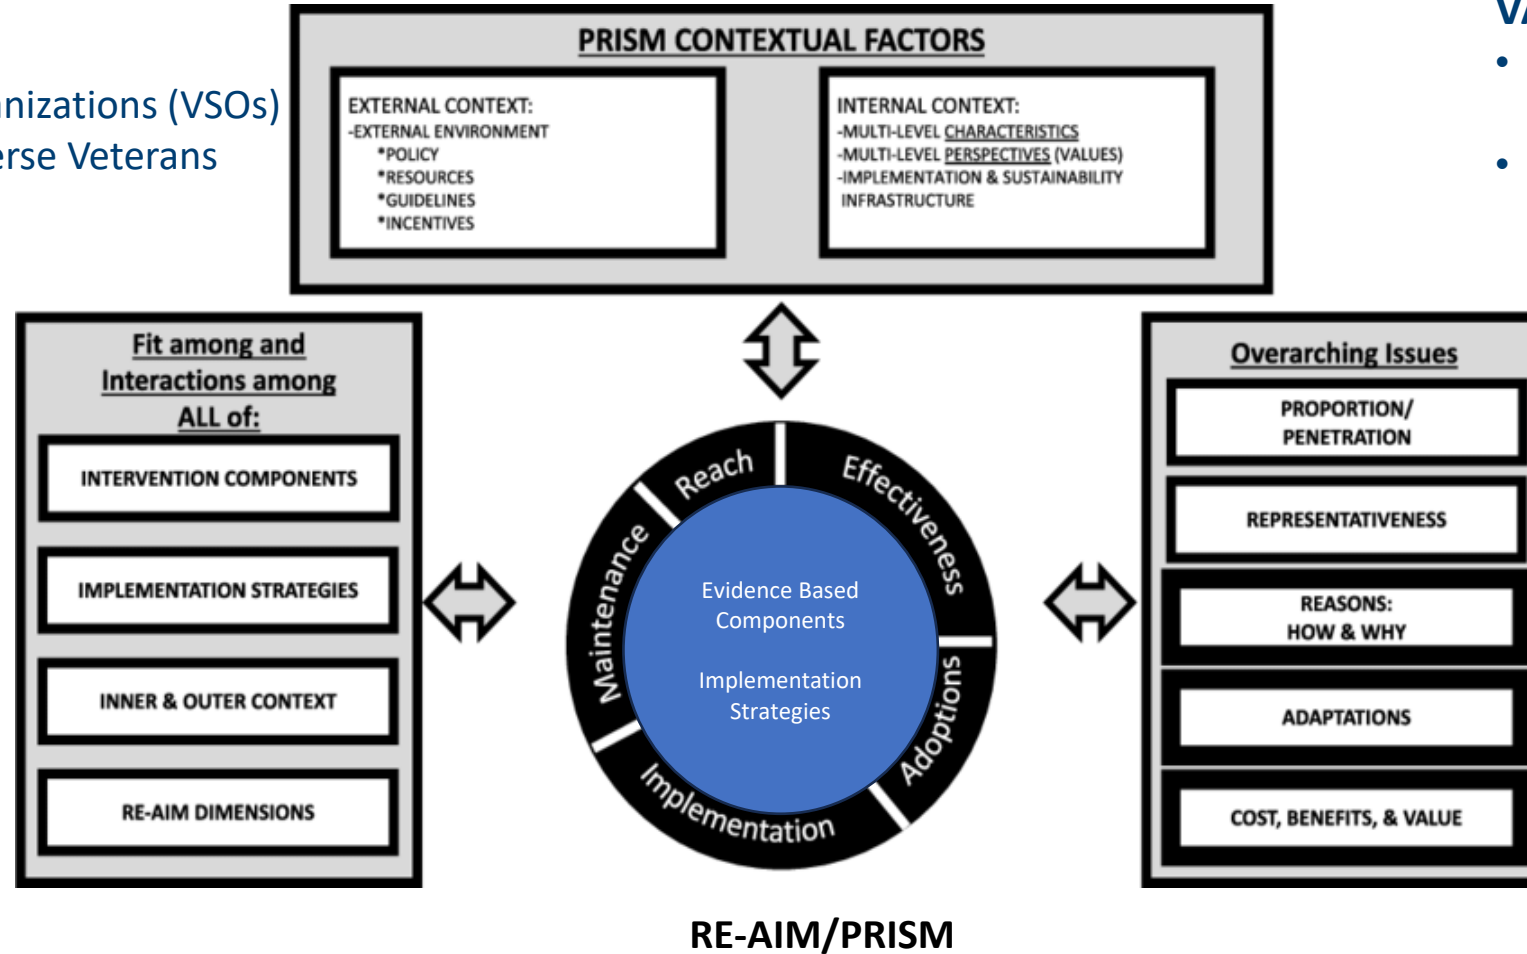 PRISM CONTEXTUAL FACTORS
anizations (VSOs)
erse Veterans
EXTERNAL CONTEXT:
-EXTERNAL ENVIRONMENT
*POLICY
*RESOURCES
*GUIDELINES
*INCENTIVES
INTERNAL CONTEXT:
-MULTI-LEVEL CHARACTERISTICS
-MULTI-LEVEL PERSPECTIVES (VALUES)
-IMPLEMENTATION & SUSTAINABILITY
INFRASTRUCTURE
VA
•
•
Fit among and
Interactions among
ALL of:
INTERVENTION COMPONENTS
IMPLEMENTATION STRATEGIES
INNER & OUTER CONTEXT
RE-AIM DIMENSIONS
Reach
Effectiveness
Adoptions
Implementation
Maintenance
Evidence Based
Components
Implementation
Strategies
Overarching Issues
PROPORTION/
PENETRATION
REPRESENTATIVENESS
REASONS:
HOW & WHY
ADAPTATIONS
COST, BENEFITS, & VALUE
RE-AIM/PRISM